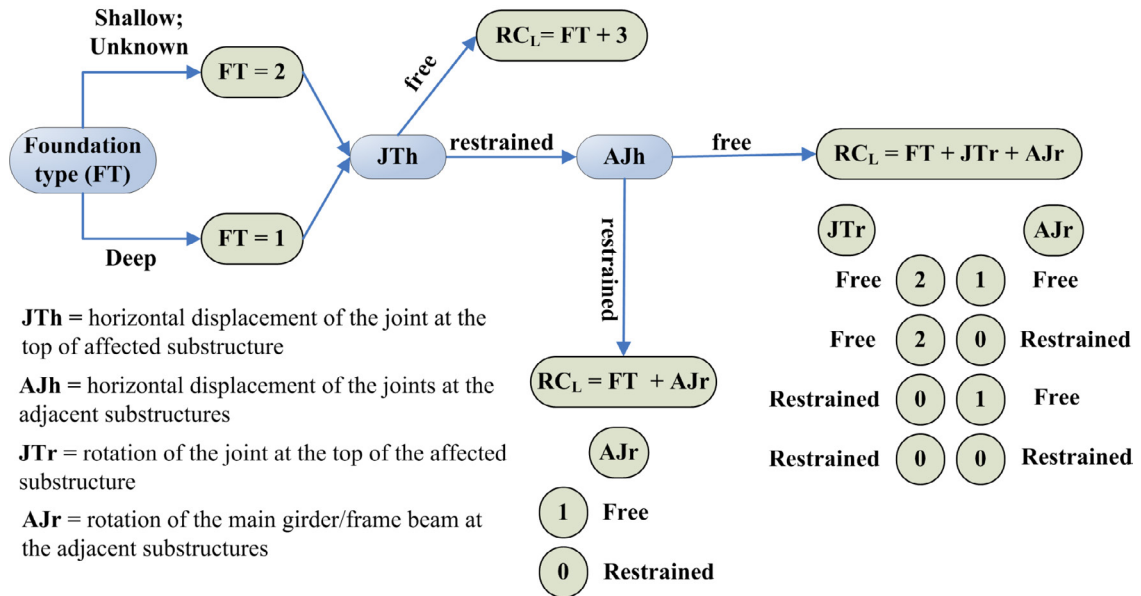 Shallow;
Unknown
FT = 2
RC_L = FT + 3
free
Foundation
type (FT)
JTh
restrained
AJh
free
RC_L = FT + JTr + AJr
FT = 1
Deep
restrained
JTr
AJr
Free 2 1 Free
Free 2 0 Restrained
Restrained 0 1 Free
Restrained 0 0 Restrained
JTh = horizontal displacement of the joint at the
top of affected substructure
AJh = horizontal displacement of the joints at the
adjacent substructures
JTr = rotation of the joint at the top of the affected
substructure
AJr = rotation of the main girder/frame beam at
the adjacent substructures
RC_L = FT + AJr
AJr
1 Free
0 Restrained